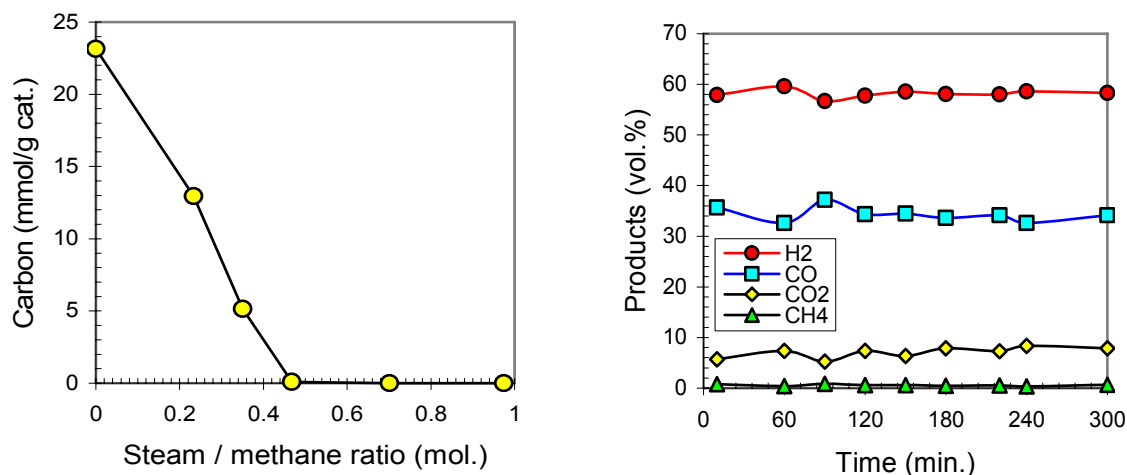 25
20
15
10
5
0
Carbon (mmol/g cat.)
0 0.2 0.4 0.6 0.8 1
Steam / methane ratio (mol.)
70
60
50
40
30
20
10
0
Products (vol.%)
H2
CO
CO2
CH4
0 60 120 180 240 300
Time (min.)